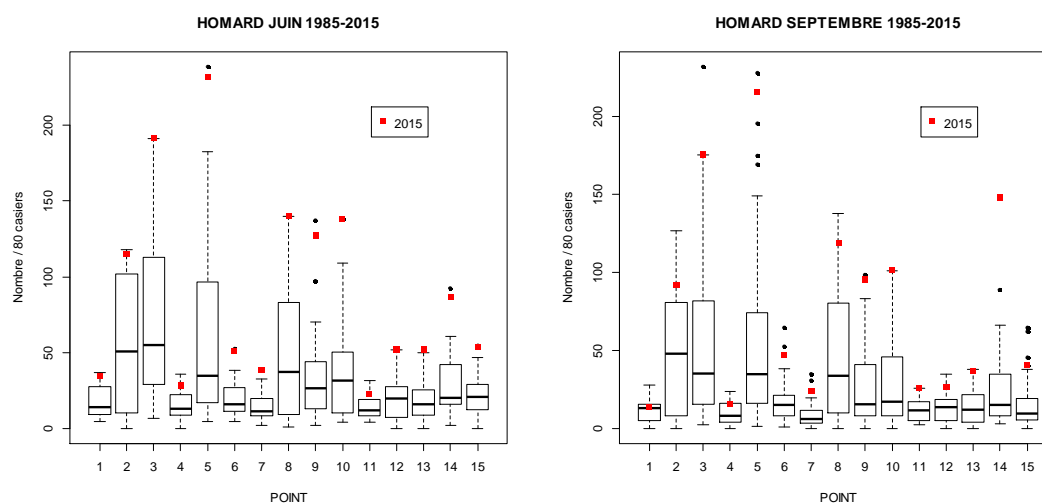 HOMARD JUIN 1985-2015
Nombre / 80 casiers
0 50 100 150 200
2015
1 2 3 4 5 6 7 8 9 10 11 12 13 14 15
POINT
HOMARD SEPTEMBRE 1985-2015
Nombre / 80 casiers
0 50 100 150 200
2015
1 2 3 4 5 6 7 8 9 10 11 12 13 14 15
POINT